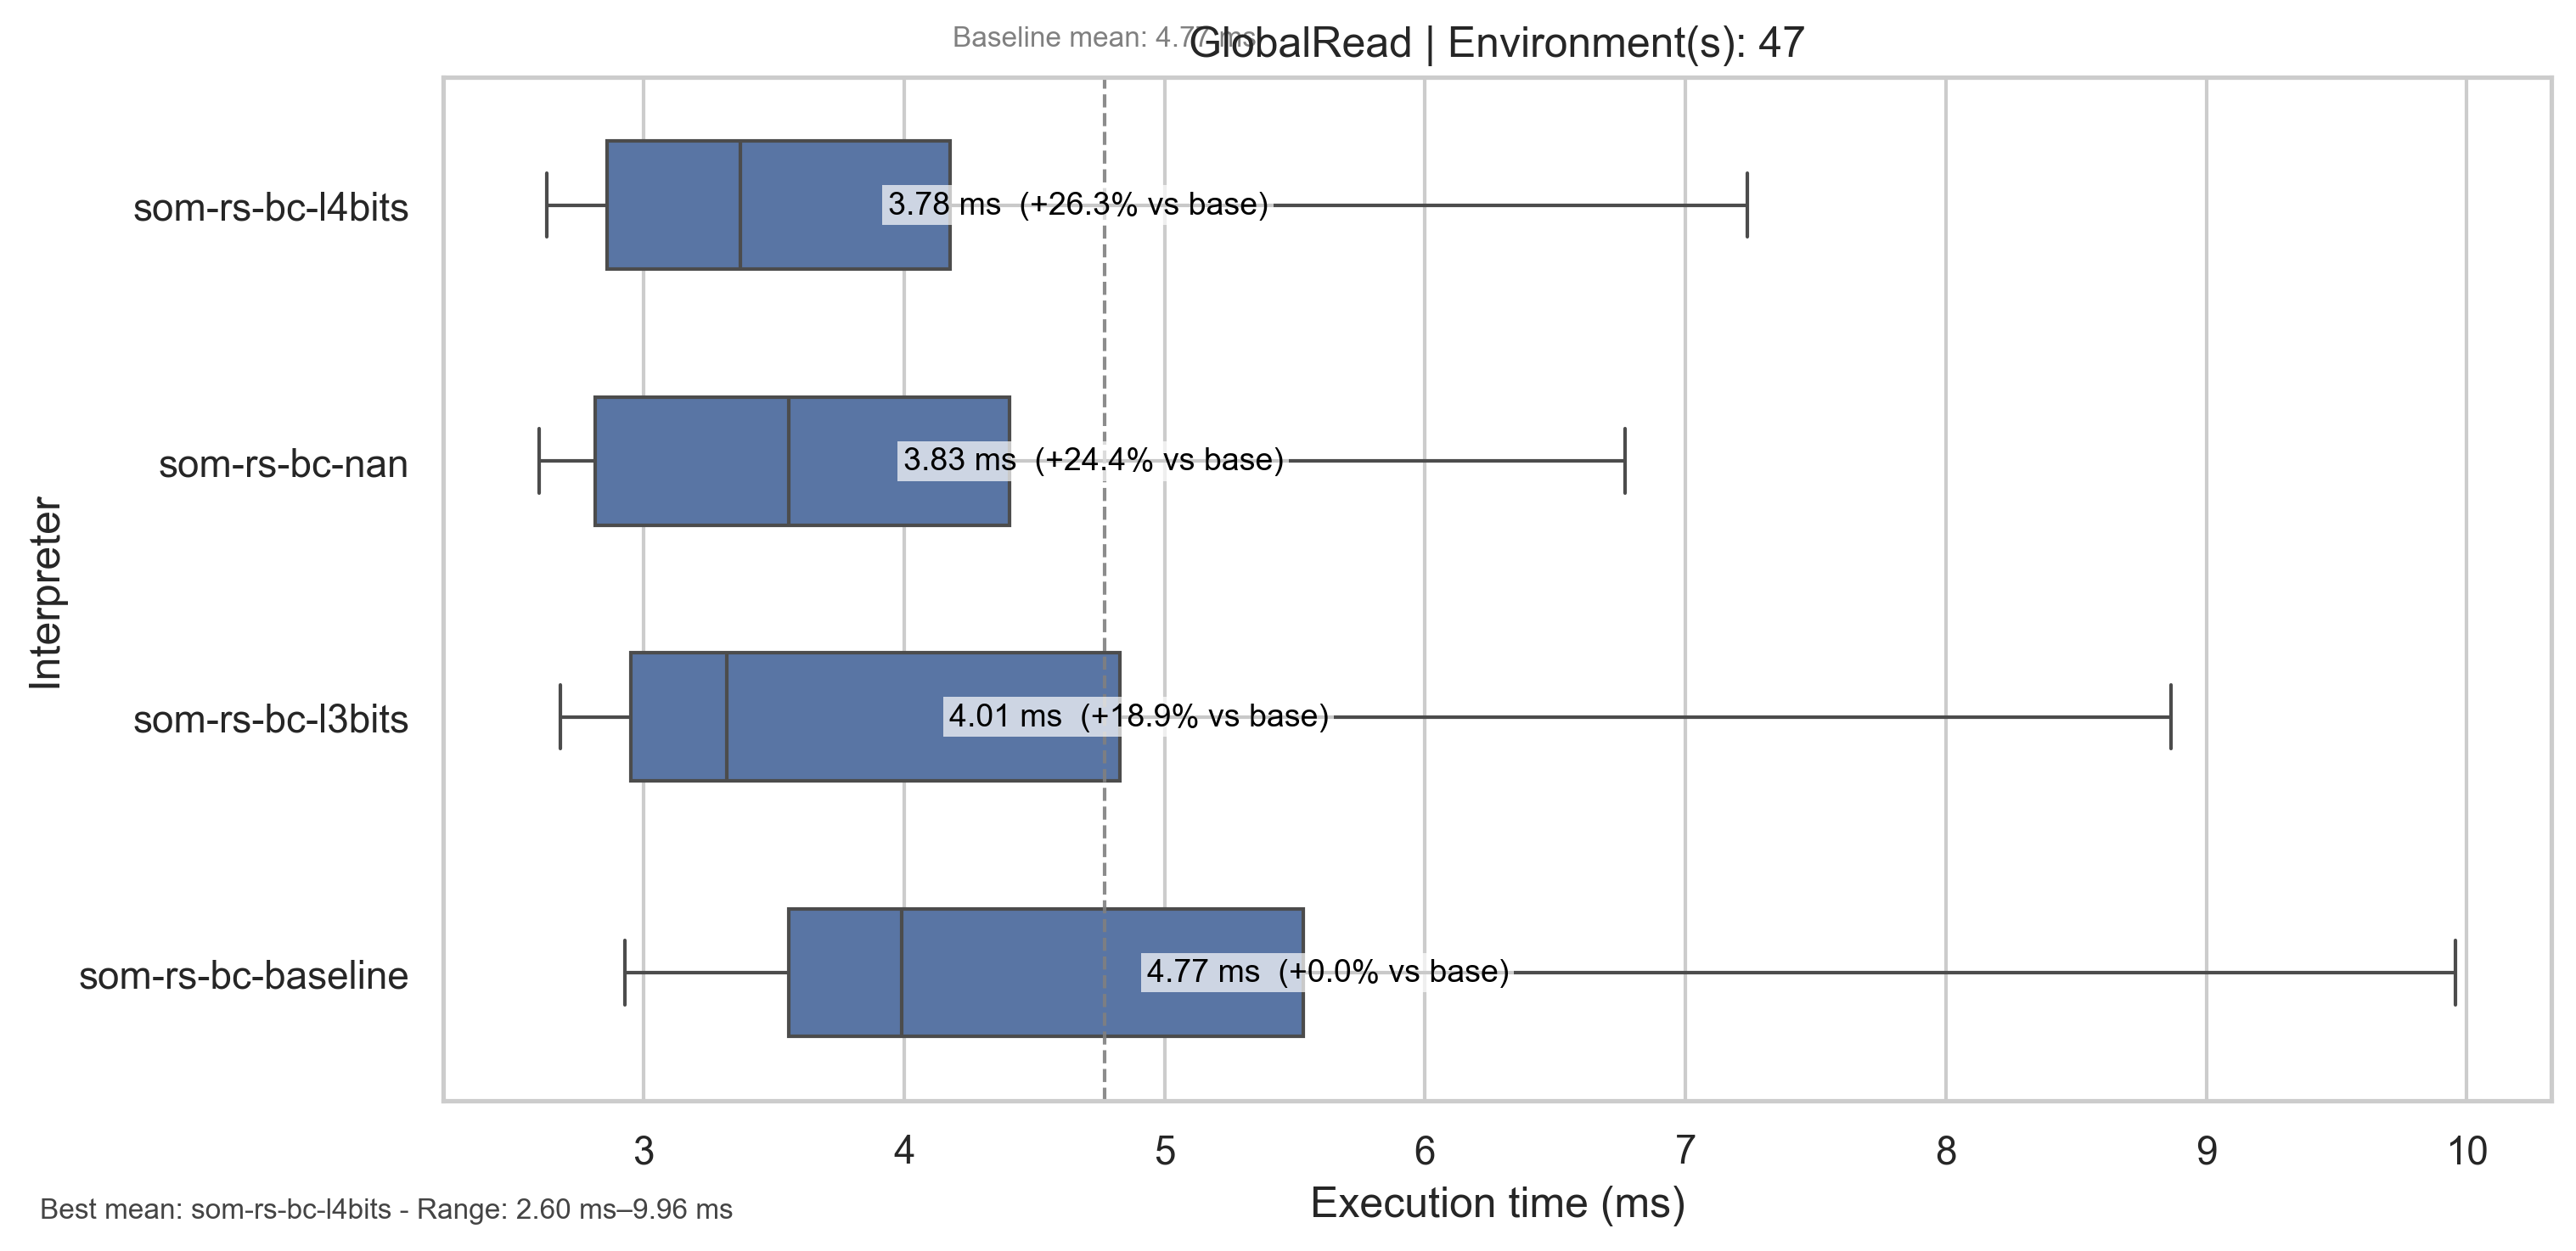 Baseline mean: 4.77 ms
GlobalRead | Environment(s): 47
som-rs-bc-l4bits
3.78 ms (+26.3% vs base)
som-rs-bc-nan
3.83 ms (+24.4% vs base)
Interpreter
som-rs-bc-l3bits
4.01 ms (+18.9% vs base)
som-rs-bc-baseline
4.77 ms (+0.0% vs base)
3 4 5 6 7 8 9 10
Execution time (ms)
Best mean: som-rs-bc-l4bits - Range: 2.60 ms–9.96 ms